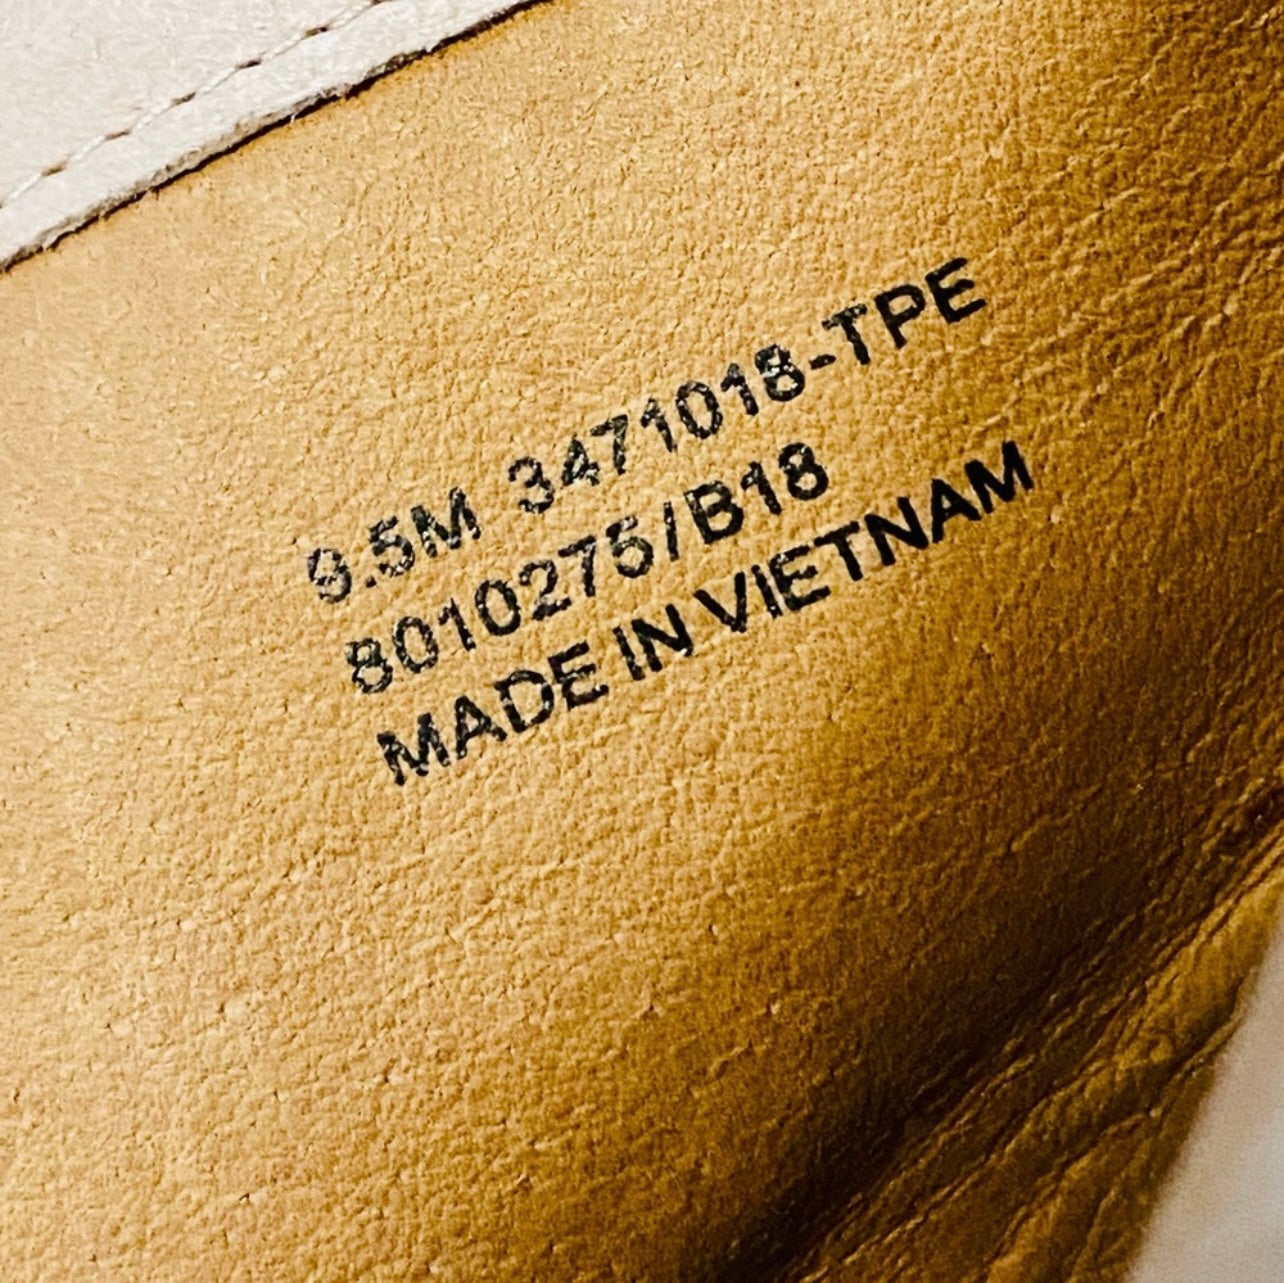 9.5M 3471018-TPE
8010275/B18
MADE IN VIETNAM